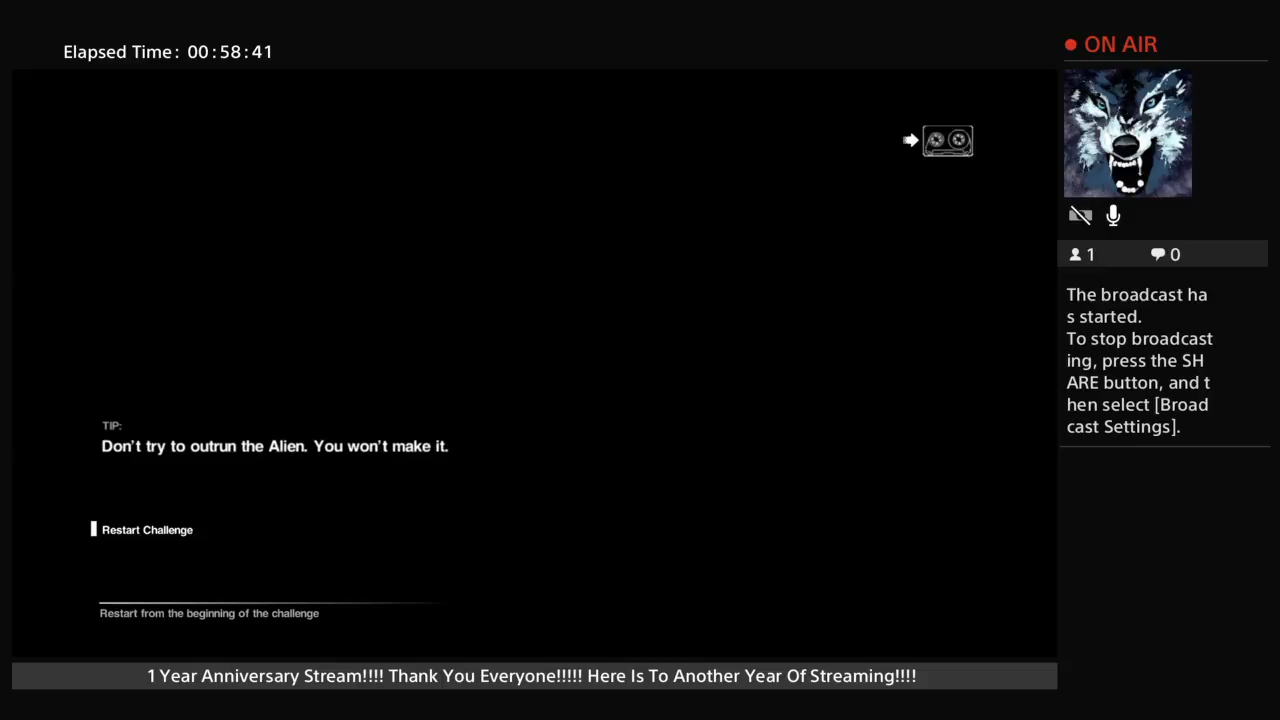 Elapsed Time: 00:58:41
ON AIR
1
0
The broadcast ha
s started.
To stop broadcast
ing, press the SH
ARE button, and t
hen select [Broad
cast Settings].
TIP:
Don't try to outrun the Alien. You won't make it.
Restart Challenge
Restart from the beginning of the challenge
1 Year Anniversary Stream!!!! Thank You Everyone!!!!! Here Is To Another Year Of Streaming!!!!